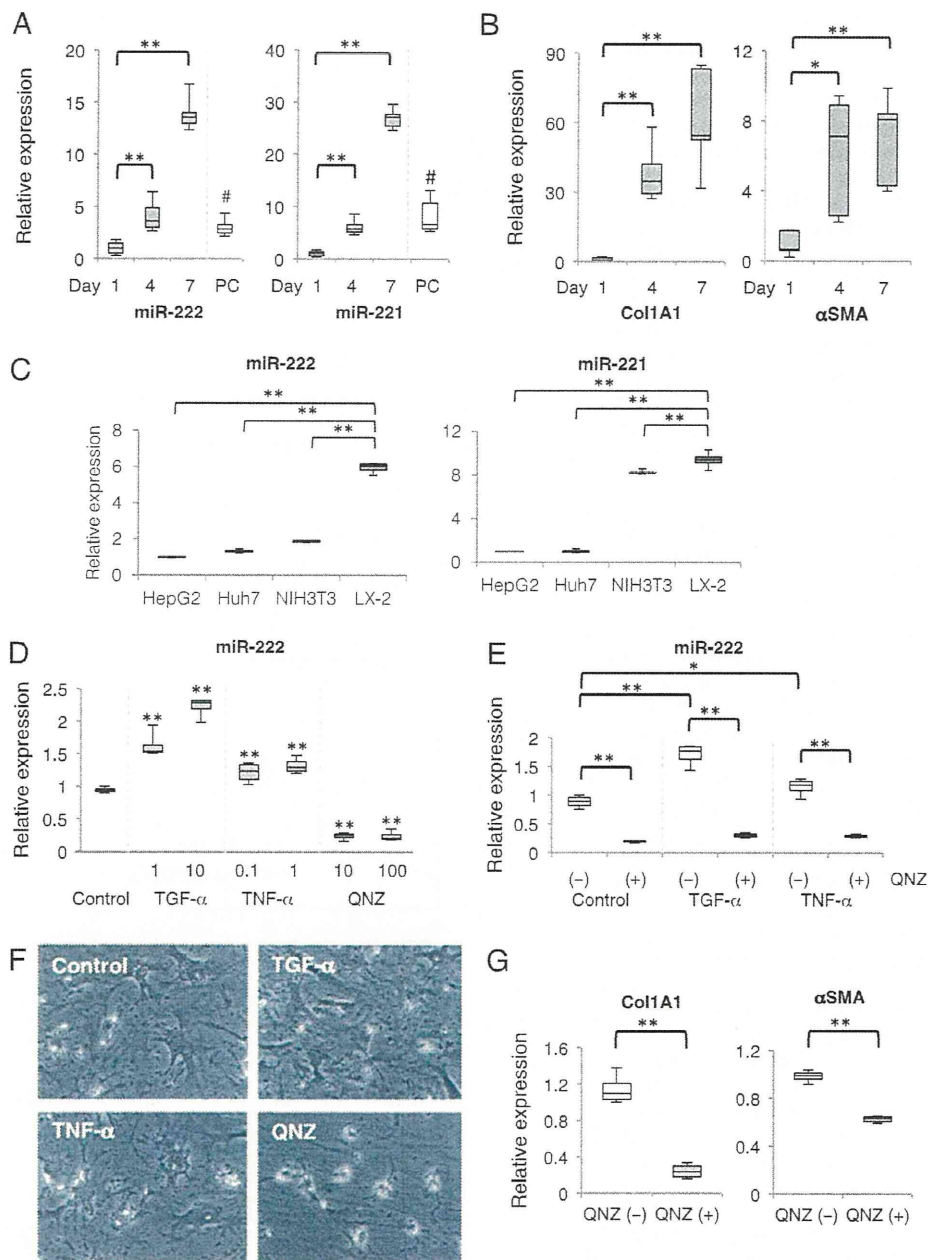 A
Relative expression
20
15
10
5
0
**
**
#
Day 1 4 7 PC
miR-222
40
30
20
10
0
**
**
#
Day 1 4 7 PC
miR-221
B
Relative expression
90
60
30
0
**
**
Day 1 4 7
Col1A1
12
8
4
0
**
*
Day 1 4 7
αSMA
C
miR-222
Relative expression
8
6
4
2
0
**
**
**
HepG2 Huh7 NIH3T3 LX-2
miR-221
12
8
4
0
**
**
**
HepG2 Huh7 NIH3T3 LX-2
D
miR-222
Relative expression
2.5
2
1.5
1
0.5
0
** ** ** ** ** **
1 10 0.1 1 10 100
Control TGF-α TNF-α QNZ
E
miR-222
Relative expression
2
1.5
1
0.5
0
*
**
**
**
**
(−) (+) (−) (+) (−) (+) QNZ
Control TGF-α TNF-α
F
Control
TGF-α
TNF-α
QNZ
G
Relative expression
Col1A1
**
1.6
1.2
0.8
0.4
0
QNZ (−) QNZ (+)
αSMA
**
1.2
0.8
0.4
0
QNZ (−) QNZ (+)